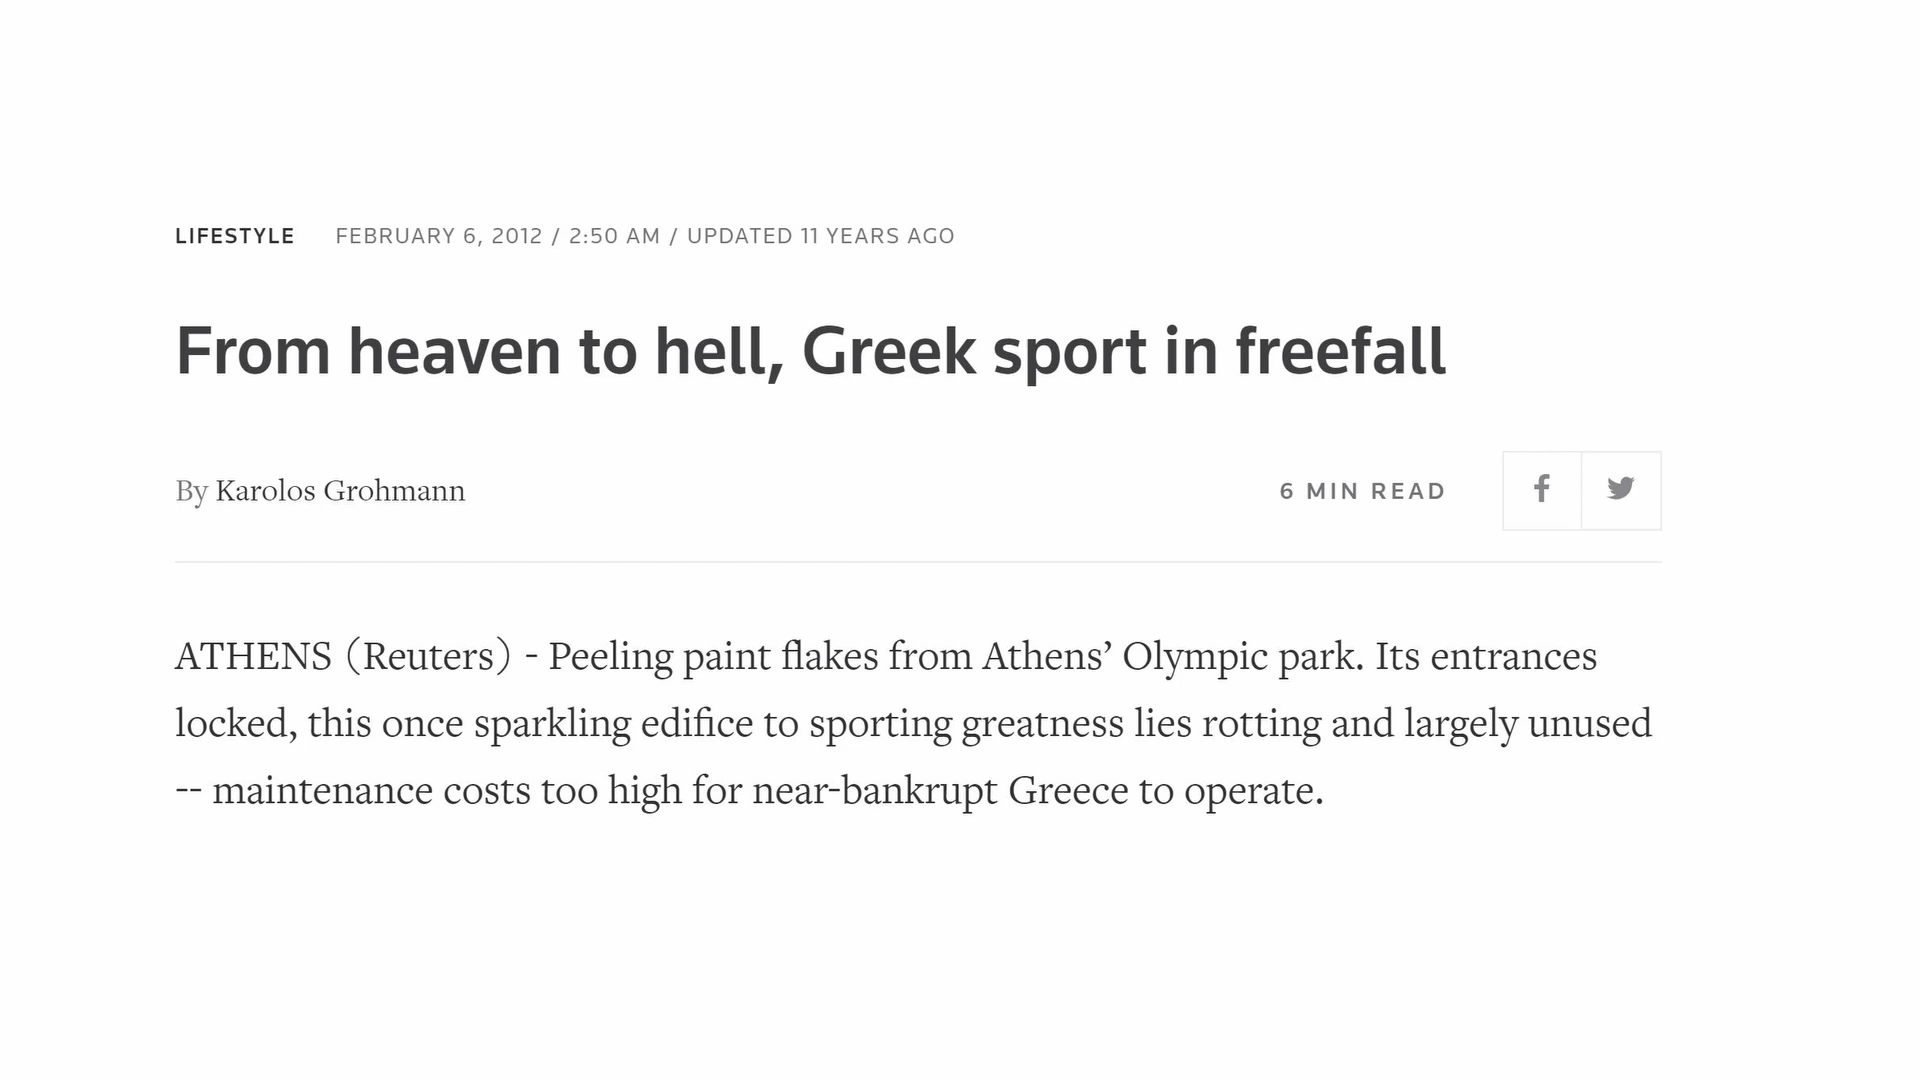 LIFESTYLE FEBRUARY 6, 2012 / 2:50 AM / UPDATED 11 YEARS AGO
From heaven to hell, Greek sport in freefall
By Karolos Grohmann 6 MIN READ
ATHENS (Reuters) - Peeling paint flakes from Athens’ Olympic park. Its entrances
locked, this once sparkling edifice to sporting greatness lies rotting and largely unused
-- maintenance costs too high for near-bankrupt Greece to operate.